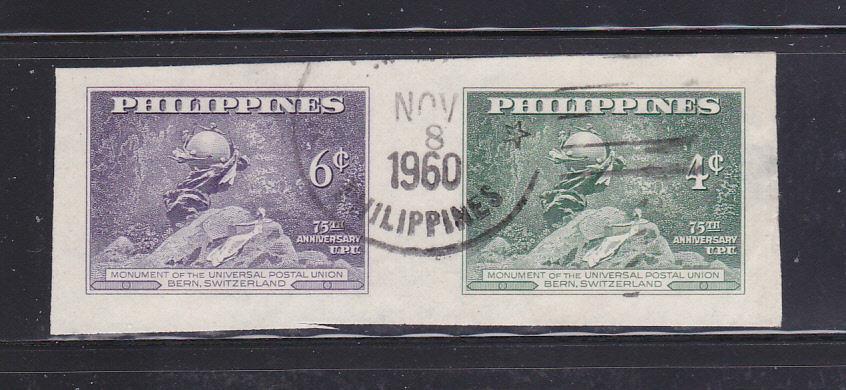 PHILIPPINES
6¢
75TH
ANNIVERSARY
U.P.U.
MONUMENT OF THE UNIVERSAL POSTAL UNION
BERN, SWITZERLAND
NOV
8
1960
PHILIPPINES
PHILIPPINES
4¢
75TH
ANNIVERSARY
U.P.U.
MONUMENT OF THE UNIVERSAL POSTAL UNION
BERN, SWITZERLAND